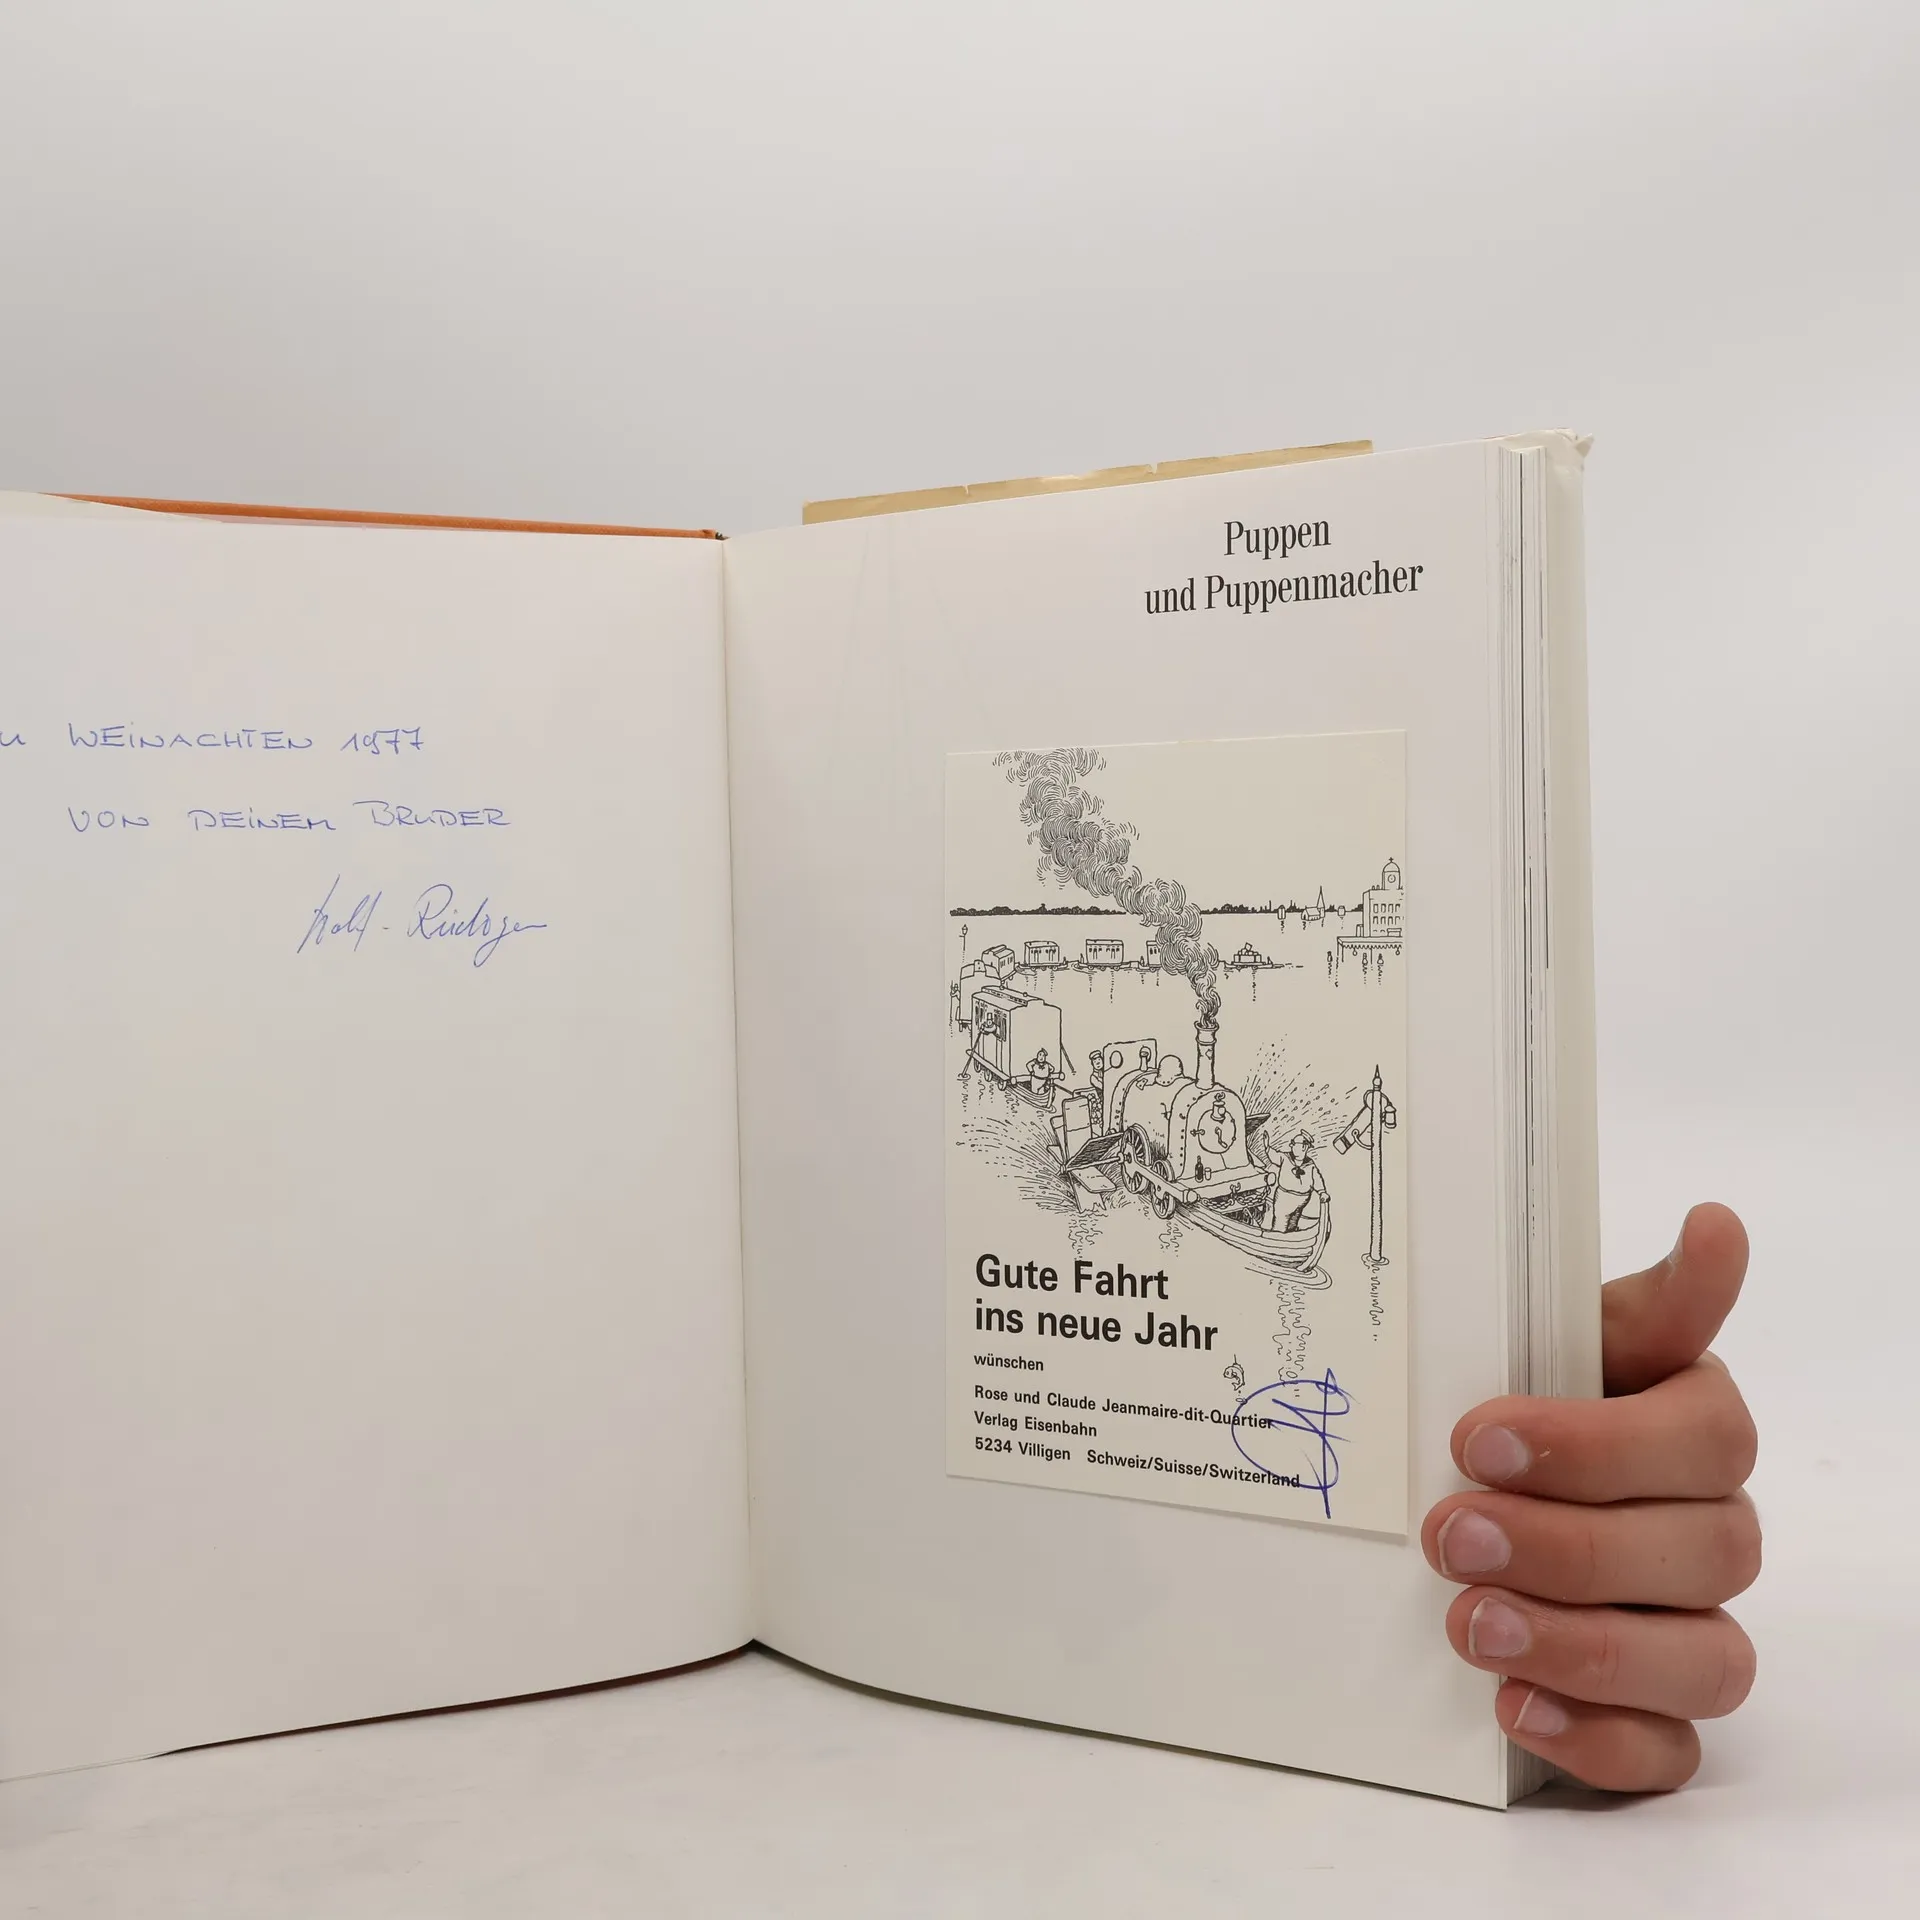 WEINACHTEN 1977
VON DEINEM BRUDER
Puppen
und Puppenmacher
Gute Fahrt
ins neue Jahr
wünschen
Rose und Claude Jeanmaire-dit-Quartier
Verlag Eisenbahn
5234 Villigen Schweiz/Suisse/Switzerland